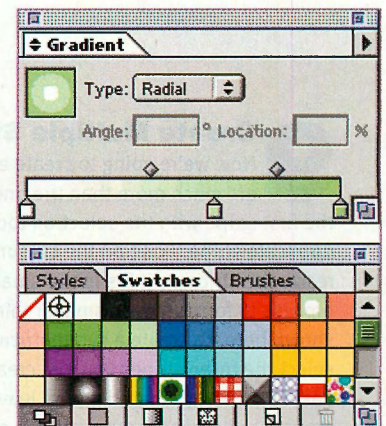 Gradient
Type: Radial
Angle: ° Location: %
Styles Swatches Brushes